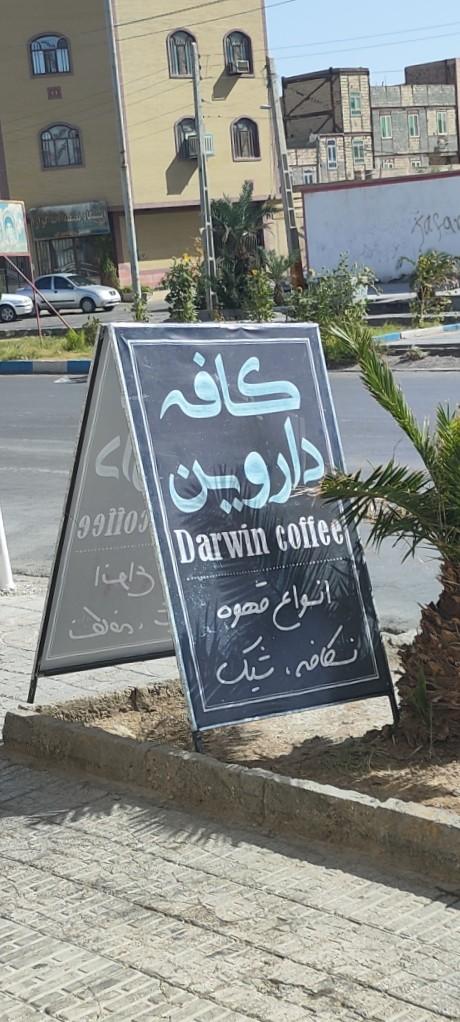 کافه
داروین
Darwin coffee
انواع قهوه
نسکافه، شیک